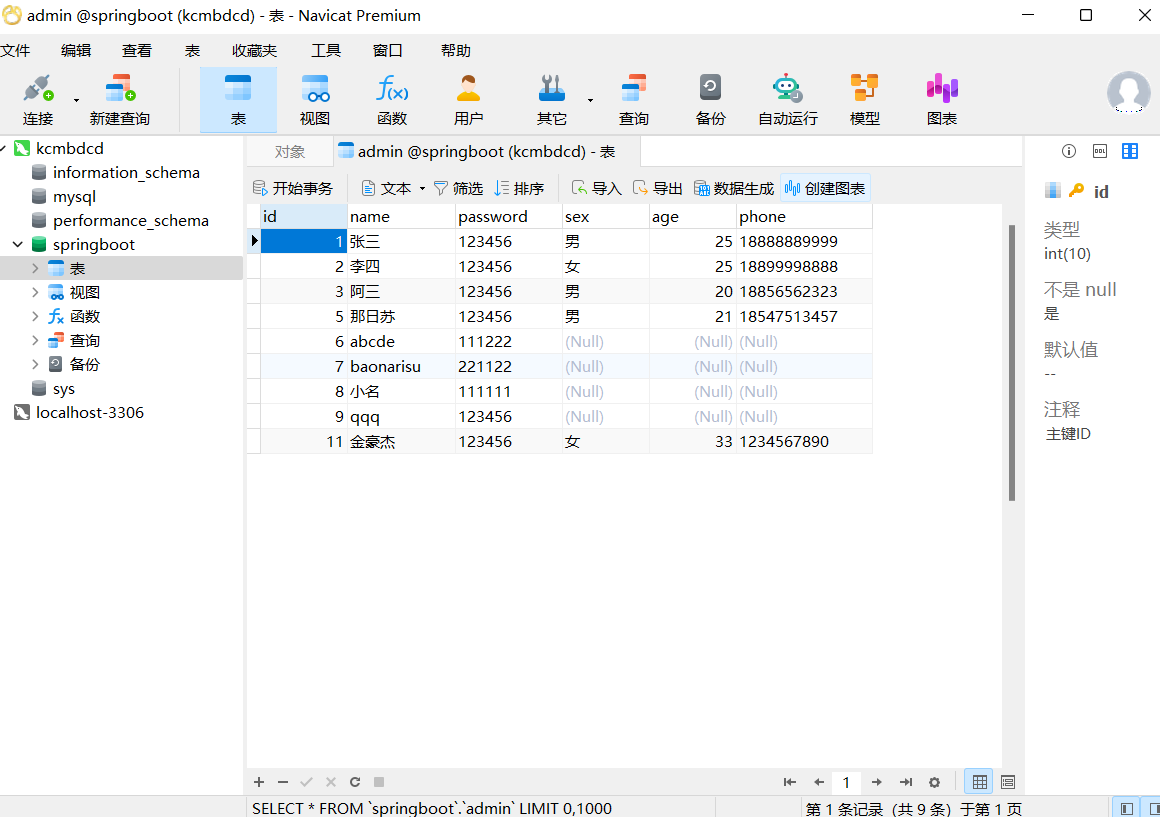 admin @springboot (kcmbdcd) - 表 - Navicat Premium
文件 编辑 查看 表 收藏夹 工具 窗口 帮助
连接 新建查询 表 视图 函数 用户 其它 查询 备份 自动运行 模型 图表
kcmbdcd
information_schema
mysql
performance_schema
springboot
表
视图
函数
查询
备份
sys
localhost-3306
对象 admin @springboot (kcmbdcd) - 表
开始事务 文本 筛选 排序 导入 导出 数据生成 创建图表
id name password sex age phone
1 张三 123456 男 25 18888889999
2 李四 123456 女 25 18899998888
3 阿三 123456 男 20 18856562323
5 那日苏 123456 男 21 18547513457
6 abcde 111222 (Null) (Null) (Null)
7 baonarisu 221122 (Null) (Null) (Null)
8 小名 111111 (Null) (Null) (Null)
9 qqq 123456 (Null) (Null) (Null)
11 金豪杰 123456 女 33 1234567890
DDL
id
类型
int(10)
不是 null
是
默认值
--
注释
主键ID
1
SELECT * FROM `springboot`.`admin` LIMIT 0,1000
第 1 条记录（共 9 条）于第 1 页